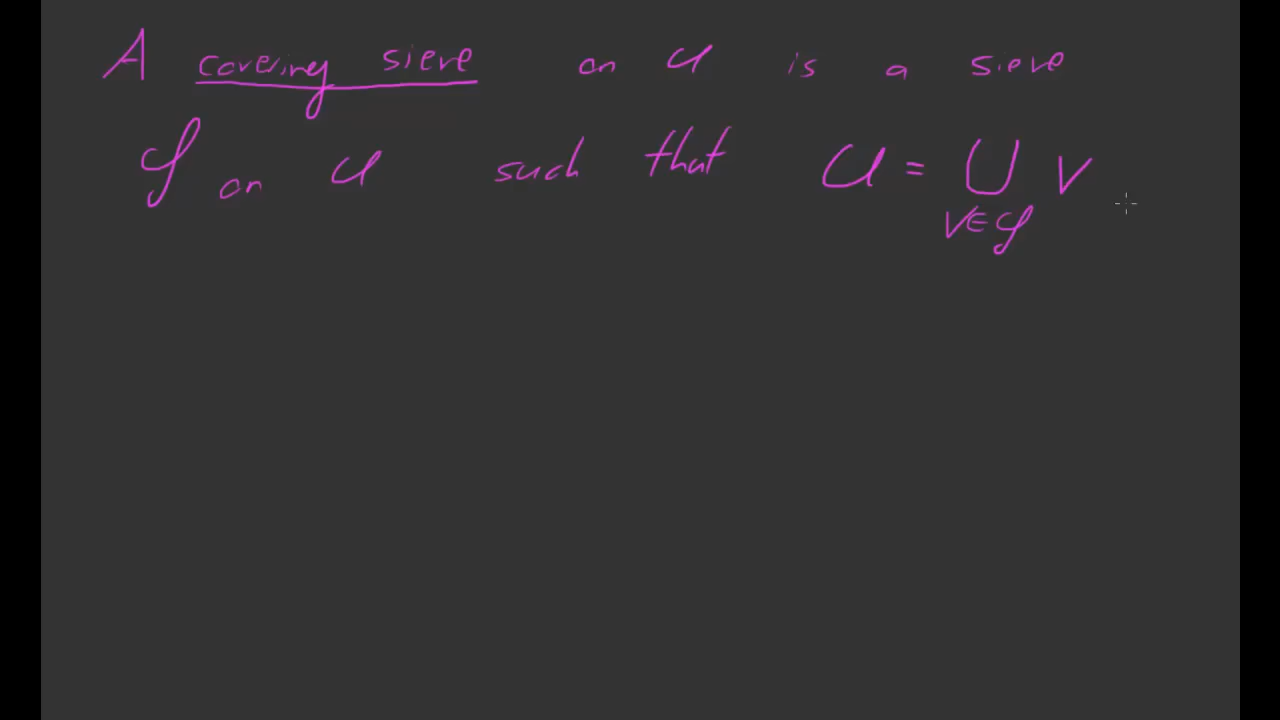 A covering sieve on U is a sieve
𝒮 on U such that U = ⋃ V
V∈𝒮